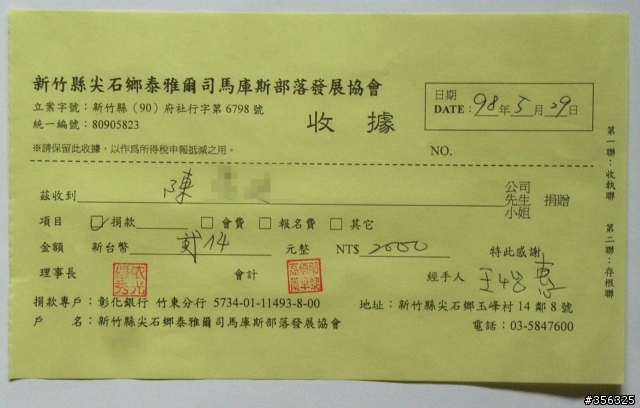 新竹縣尖石鄉泰雅爾司馬庫斯部落發展協會
立案字號：新竹縣（90）府社行字第 6798 號
統一編號：80905823
收據
日期
DATE：98年5月29日
※請保留此收據，以作為所得稅申報抵減之用。
NO.
茲收到 陳 公司 先生 小姐 捐贈
項目 捐款 會費 報名費 其它
金額 新台幣 貳仟 元整 NT$ 2000 特此感謝
理事長 會計 經手人 王
捐款專戶：彰化銀行 竹東分行 5734-01-11493-8-00
地址：新竹縣尖石鄉玉峰村 14 鄰 8 號
戶 名：新竹縣尖石鄉泰雅爾司馬庫斯部落發展協會
電話：03-5847600
第一聯：收執聯 第二聯：存根聯
#356325